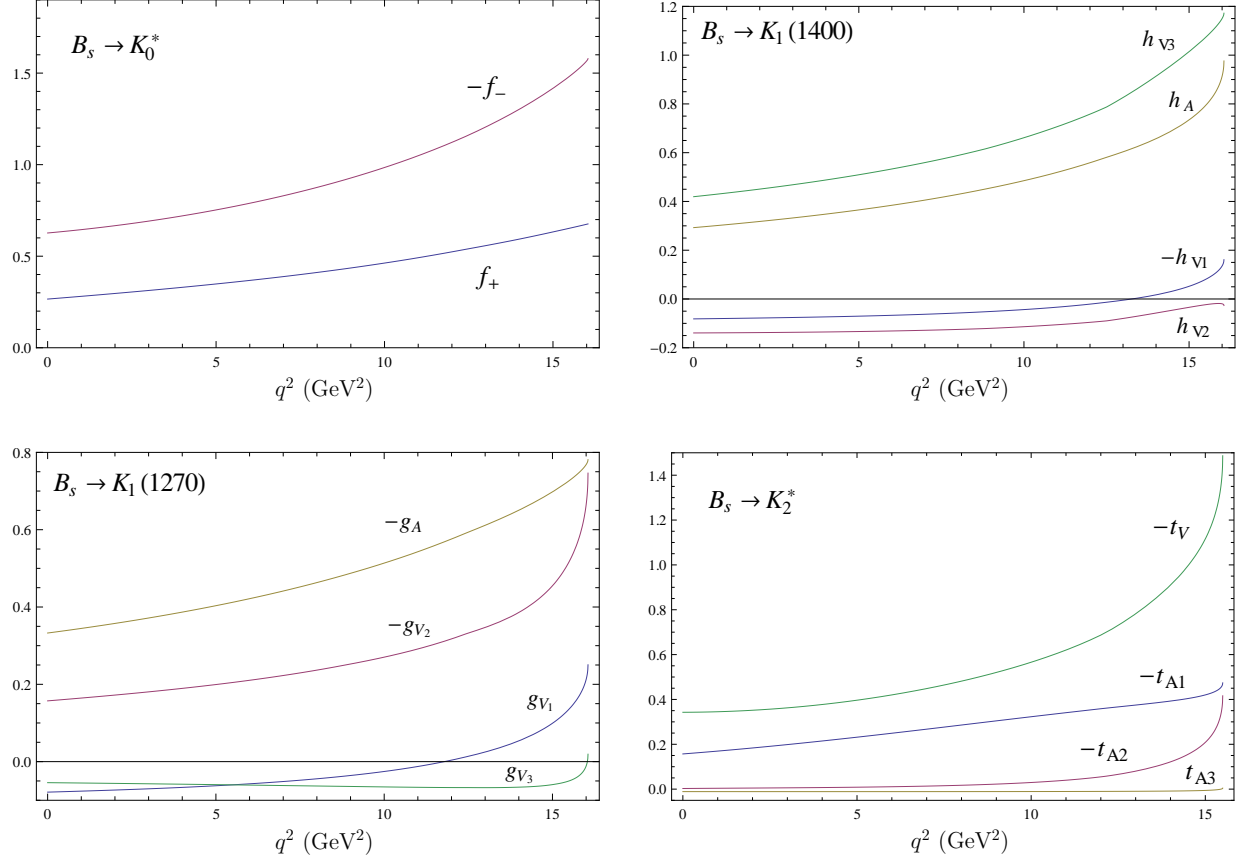 B_s → K_0^*
−f_−
f_+
0.0
0.5
1.0
1.5
0
5
10
15
q^2 (GeV^2)
B_s → K_1 (1400)
h_V3
h_A
−h_V1
h_V2
−0.2
0.0
0.2
0.4
0.6
0.8
1.0
1.2
0
5
10
15
q^2 (GeV^2)
B_s → K_1 (1270)
−g_A
−g_V_2
g_V_1
g_V_3
0.0
0.2
0.4
0.6
0.8
0
5
10
15
q^2 (GeV^2)
B_s → K_2^*
−t_V
−t_A1
−t_A2
t_A3
0.0
0.2
0.4
0.6
0.8
1.0
1.2
1.4
0
5
10
15
q^2 (GeV^2)